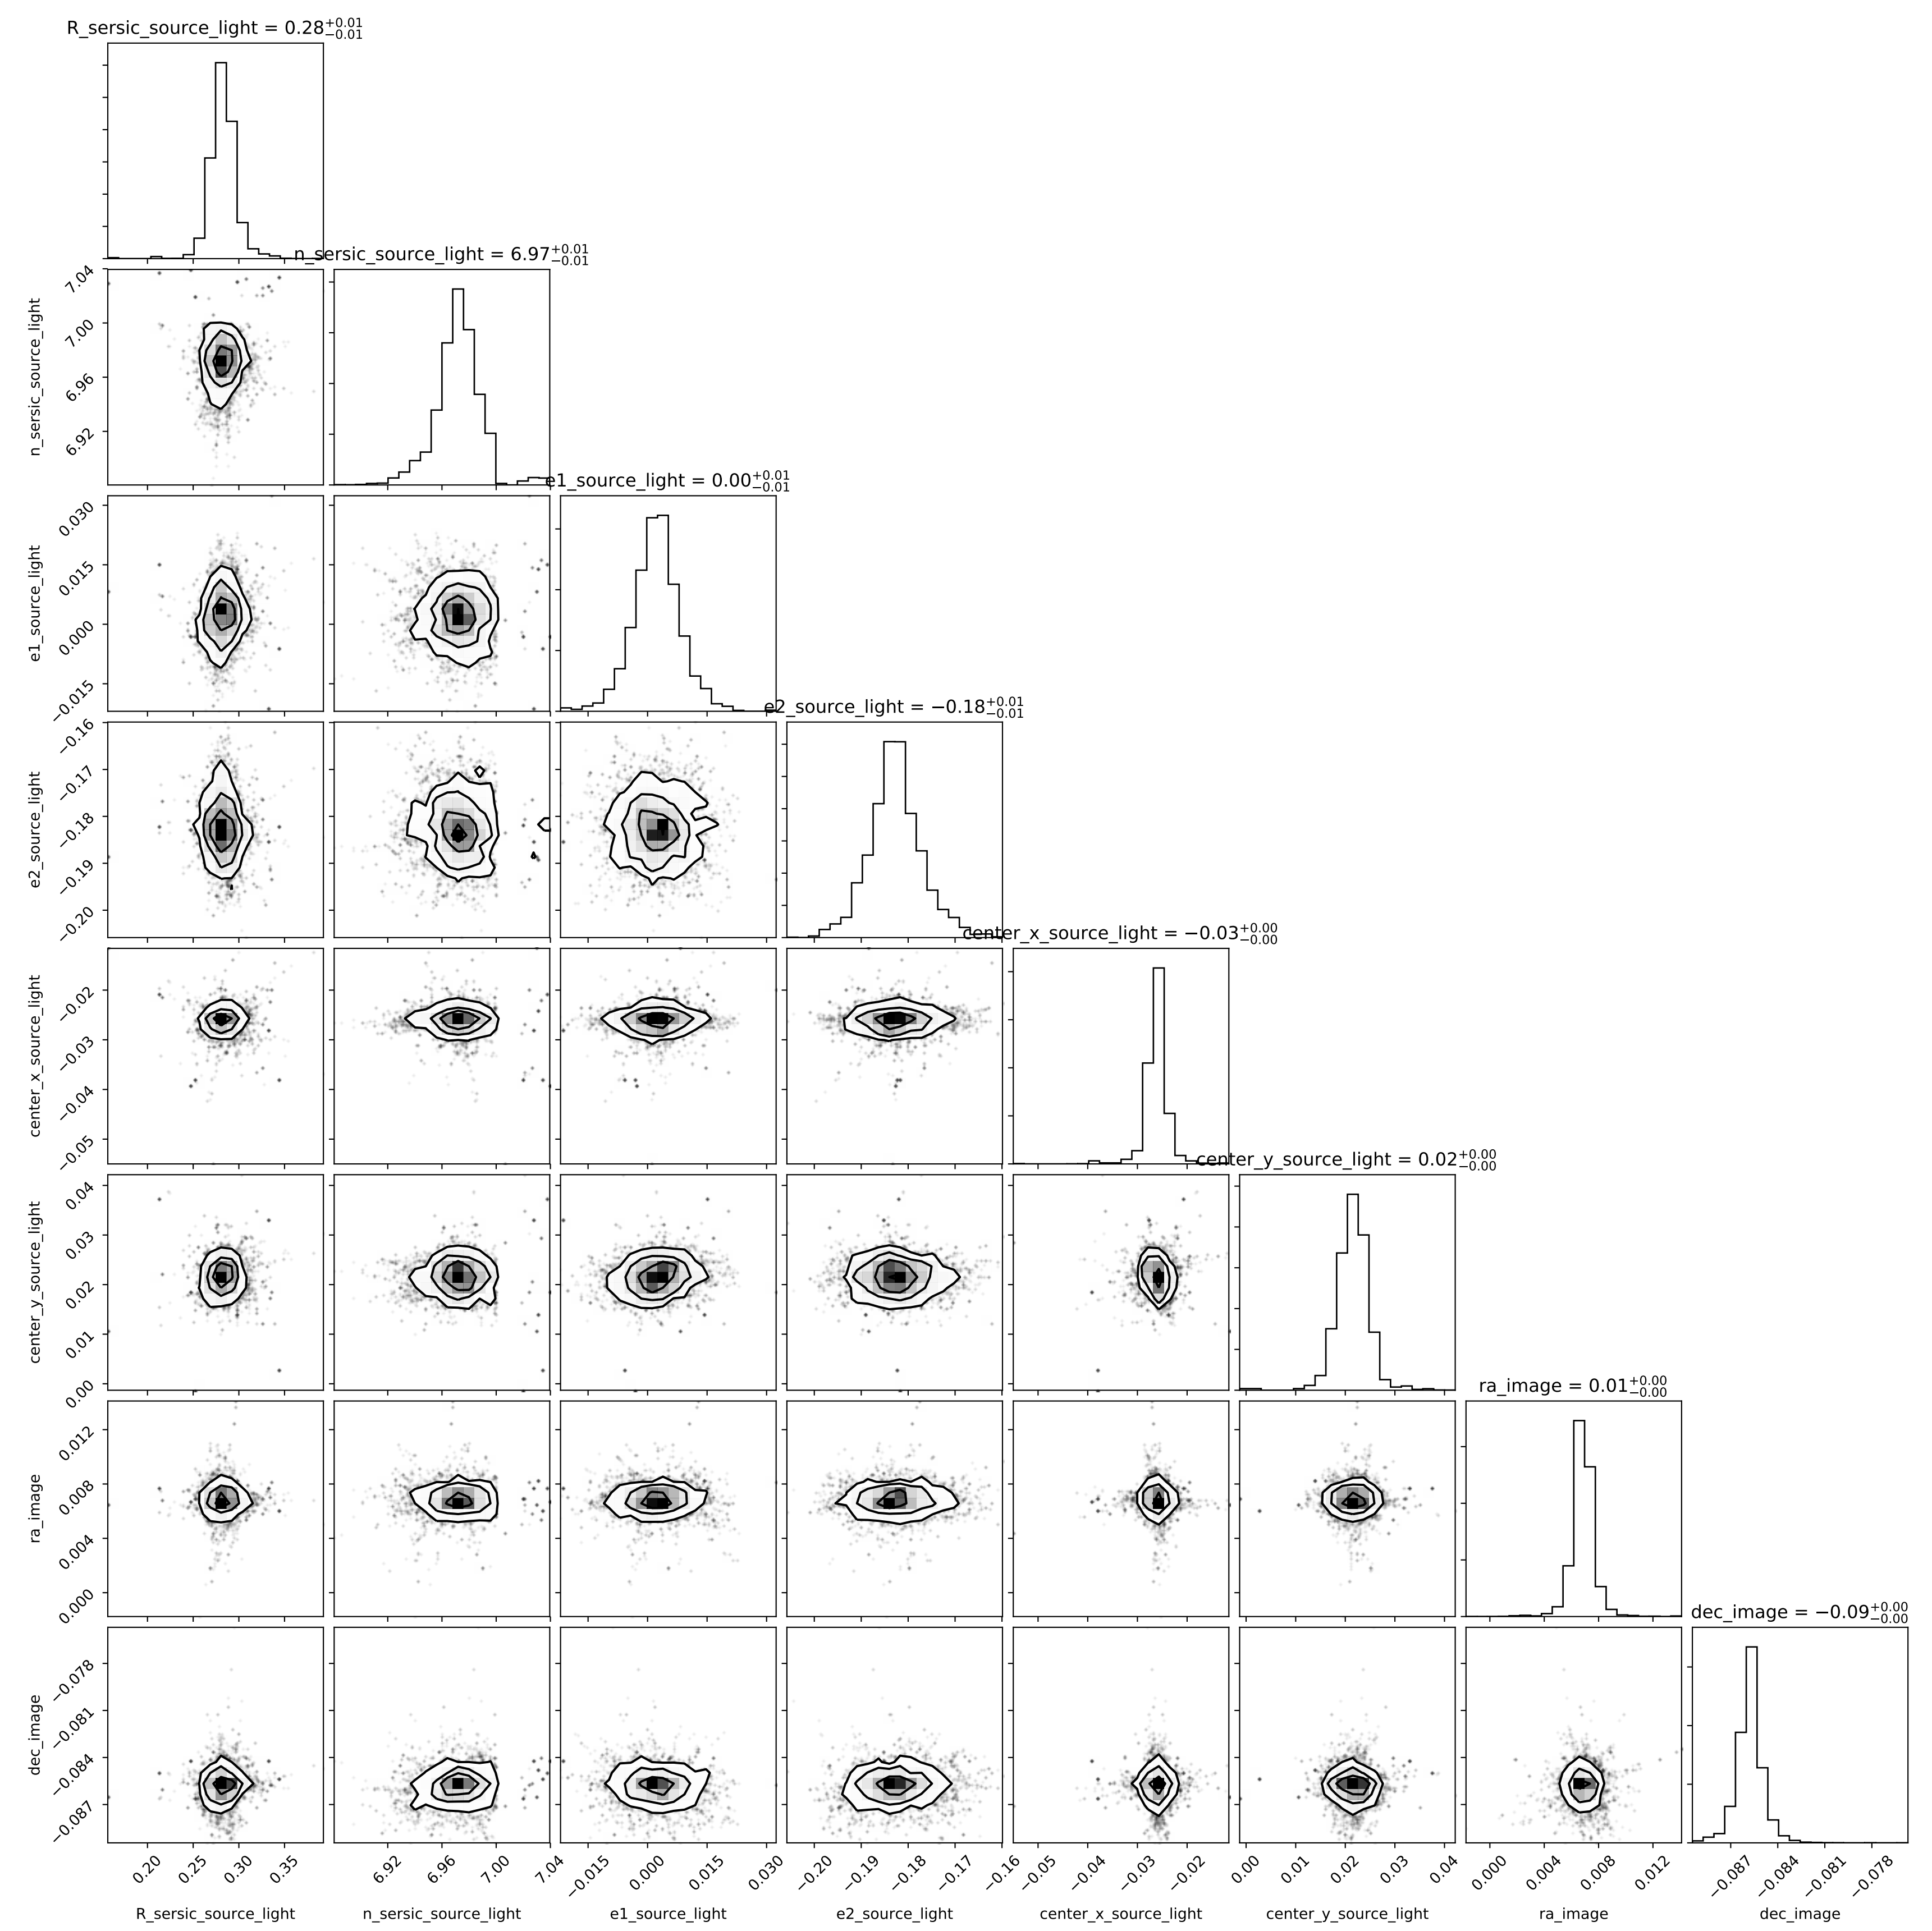 R_sersic_source_light = 0.28+0.01−0.01
n_sersic_source_light = 6.97+0.01−0.01
7.04
7.00
6.96
6.92
n_sersic_source_light
e1_source_light = 0.00+0.01−0.01
0.030
0.015
0.000
−0.015
e1_source_light
e2_source_light = −0.18+0.01−0.01
−0.16
−0.17
−0.18
−0.19
−0.20
e2_source_light
center_x_source_light = −0.03+0.00−0.00
−0.02
−0.03
−0.04
−0.05
center_x_source_light
center_y_source_light = 0.02+0.00−0.00
0.04
0.03
0.02
0.01
0.00
center_y_source_light
ra_image = 0.01+0.00−0.00
0.012
0.008
0.004
0.000
ra_image
dec_image = −0.09+0.00−0.00
−0.078
−0.081
−0.084
−0.087
dec_image
0.20 0.25 0.30 0.35 6.92 6.96 7.00 7.04 −0.015 0.000 0.015 0.030 −0.20 −0.19 −0.18 −0.17 −0.16 −0.05 −0.04 −0.03 −0.02 0.00 0.01 0.02 0.03 0.04 0.000 0.004 0.008 0.012 −0.087 −0.084 −0.081 −0.078
R_sersic_source_light n_sersic_source_light e1_source_light e2_source_light center_x_source_light center_y_source_light ra_image dec_image